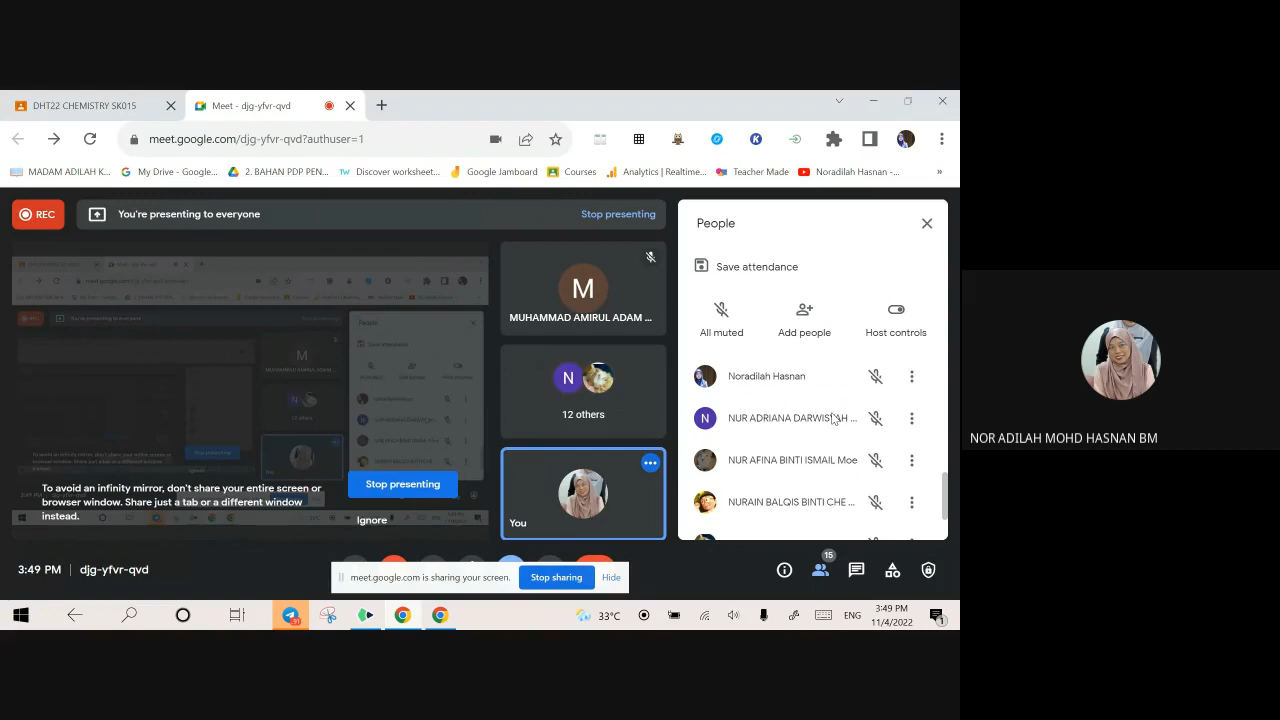 DHT22 CHEMISTRY SK015
Meet - djg-yfvr-qvd
meet.google.com/djg-yfvr-qvd?authuser=1
MADAM ADILAH K...
My Drive - Google...
2. BAHAN PDP PEN...
TW Discover worksheet...
Google Jamboard
Courses
Analytics (Realtime...
Teacher Made
Noradilah Hasnan -...
»
REC
You're presenting to everyone
Stop presenting
People
Save attendance
All muted
Add people
Host controls
M
MUHAMMAD AMIRUL ADAM ...
N
12 others
You
Noradilah Hasnan
N
NUR ADRIANA DARWISYAH ...
NUR AFINA BINTI ISMAIL Moe
NURAIN BALQIS BINTI CHE ...
To avoid an infinity mirror, don't share your entire screen or
browser window. Share just a tab or a different window
instead.
Stop presenting
Ignore
3:49 PM | djg-yfvr-qvd
meet.google.com is sharing your screen.
Stop sharing
Hide
15
33°C
ENG
3:49 PM
11/4/2022
1
NOR ADILAH MOHD HASNAN BM